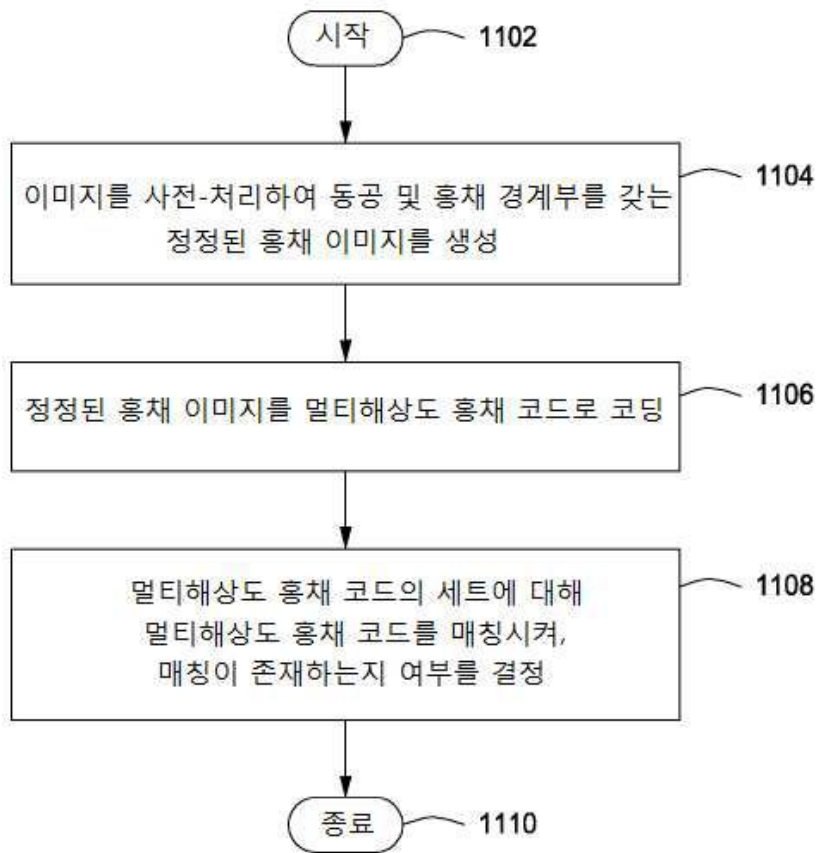 시작
1102
이미지를 사전-처리하여 동공 및 홍채 경계부를 갖는
정정된 홍채 이미지를 생성
1104
정정된 홍채 이미지를 멀티해상도 홍채 코드로 코딩
1106
멀티해상도 홍채 코드의 세트에 대해
멀티해상도 홍채 코드를 매칭시켜,
매칭이 존재하는지 여부를 결정
1108
종료
1110